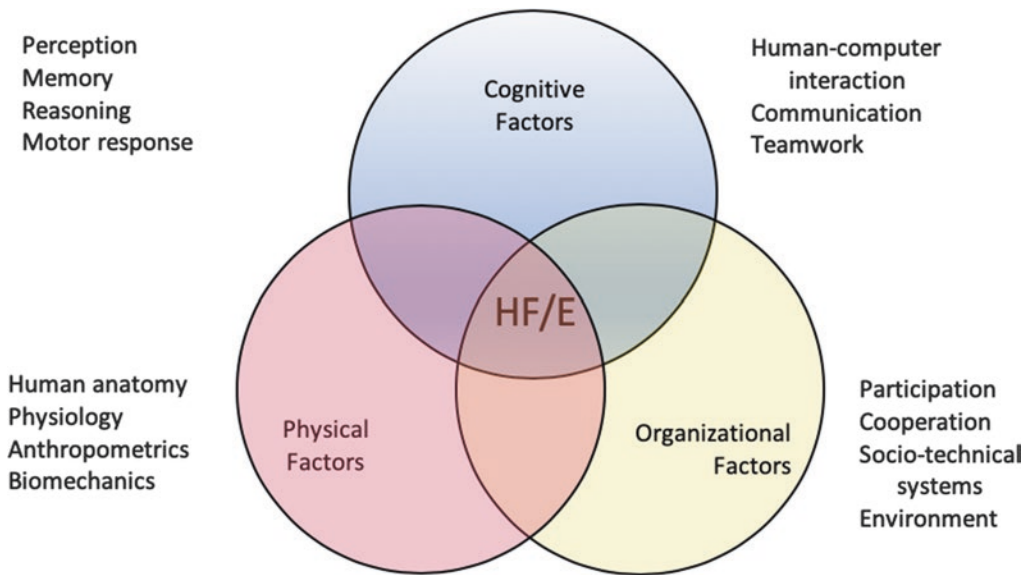 Perception
Memory
Reasoning
Motor response
Cognitive
Factors
Human-computer
interaction
Communication
Teamwork
HF/E
Human anatomy
Physiology
Anthropometrics
Biomechanics
Physical
Factors
Organizational
Factors
Participation
Cooperation
Socio-technical
systems
Environment